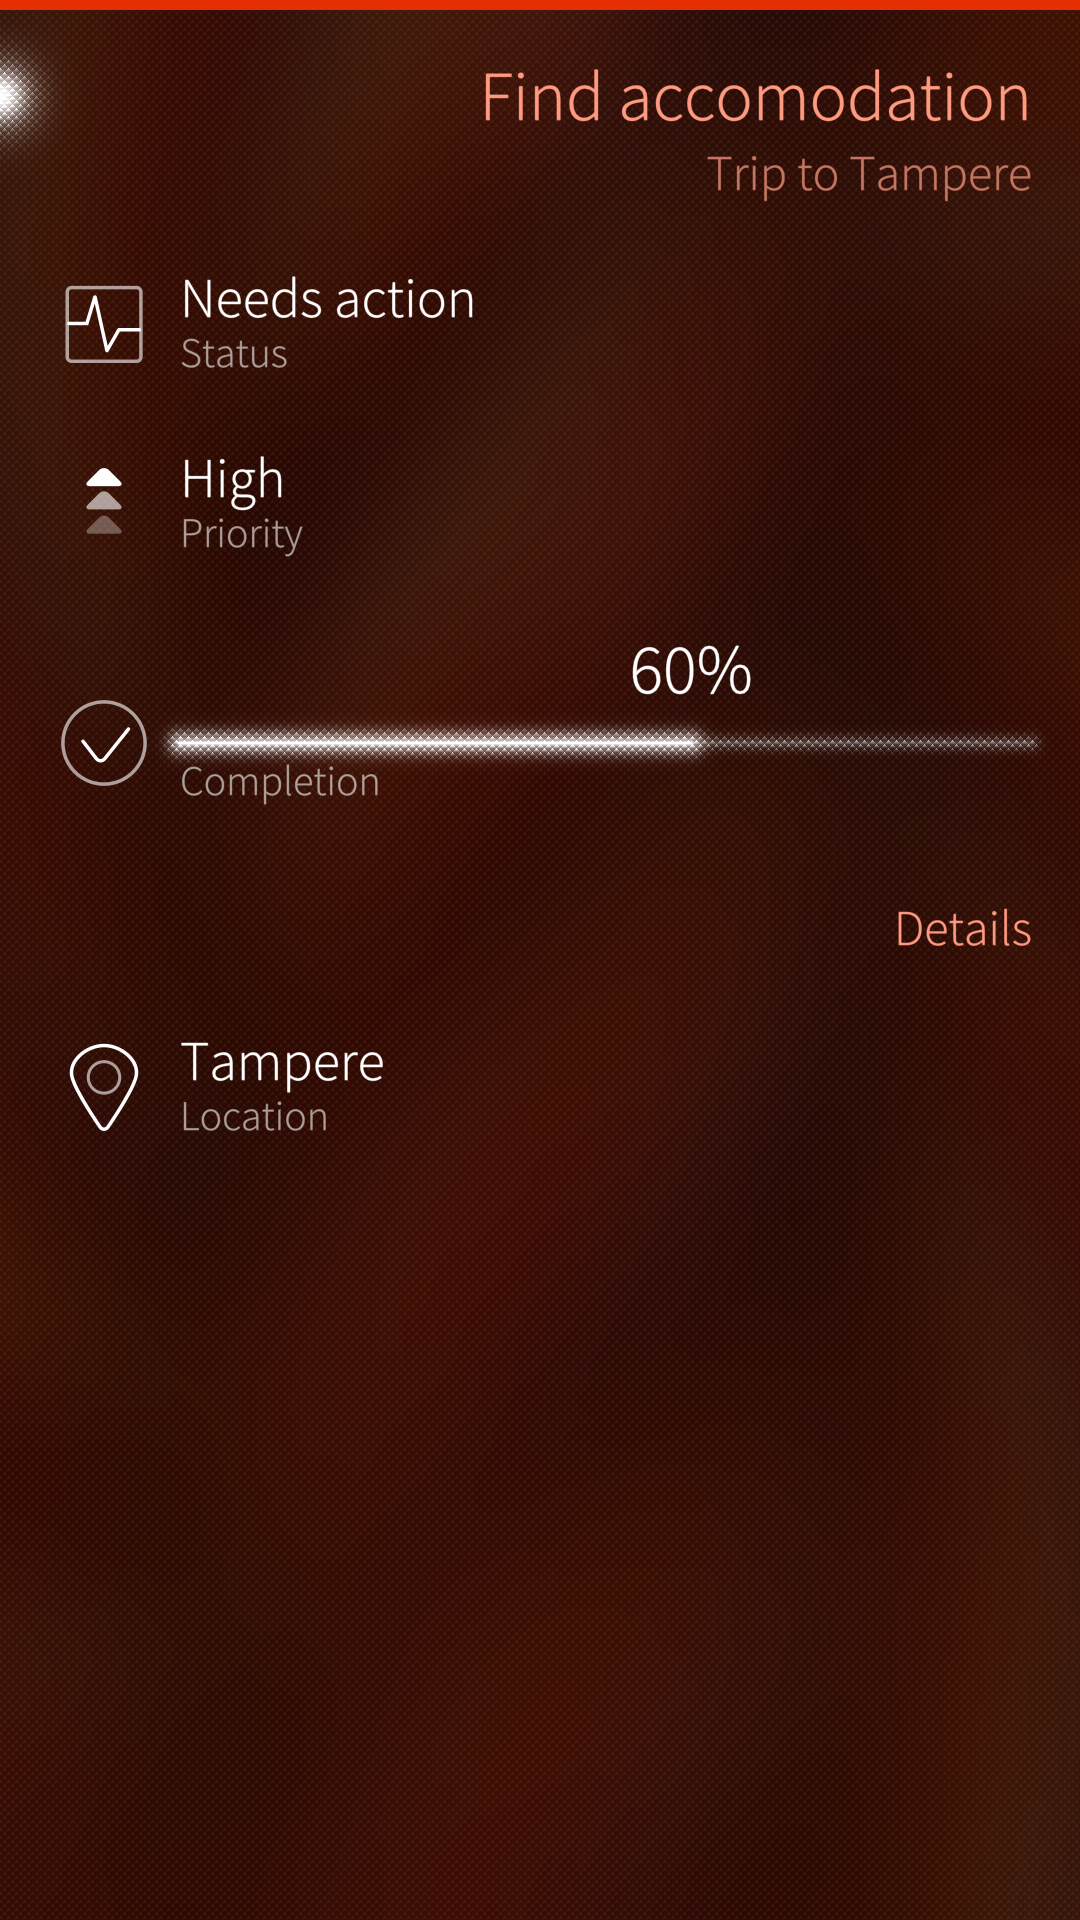 Find accomodation
Trip to Tampere
Needs action
Status
High
Priority
60%
Completion
Details
Tampere
Location